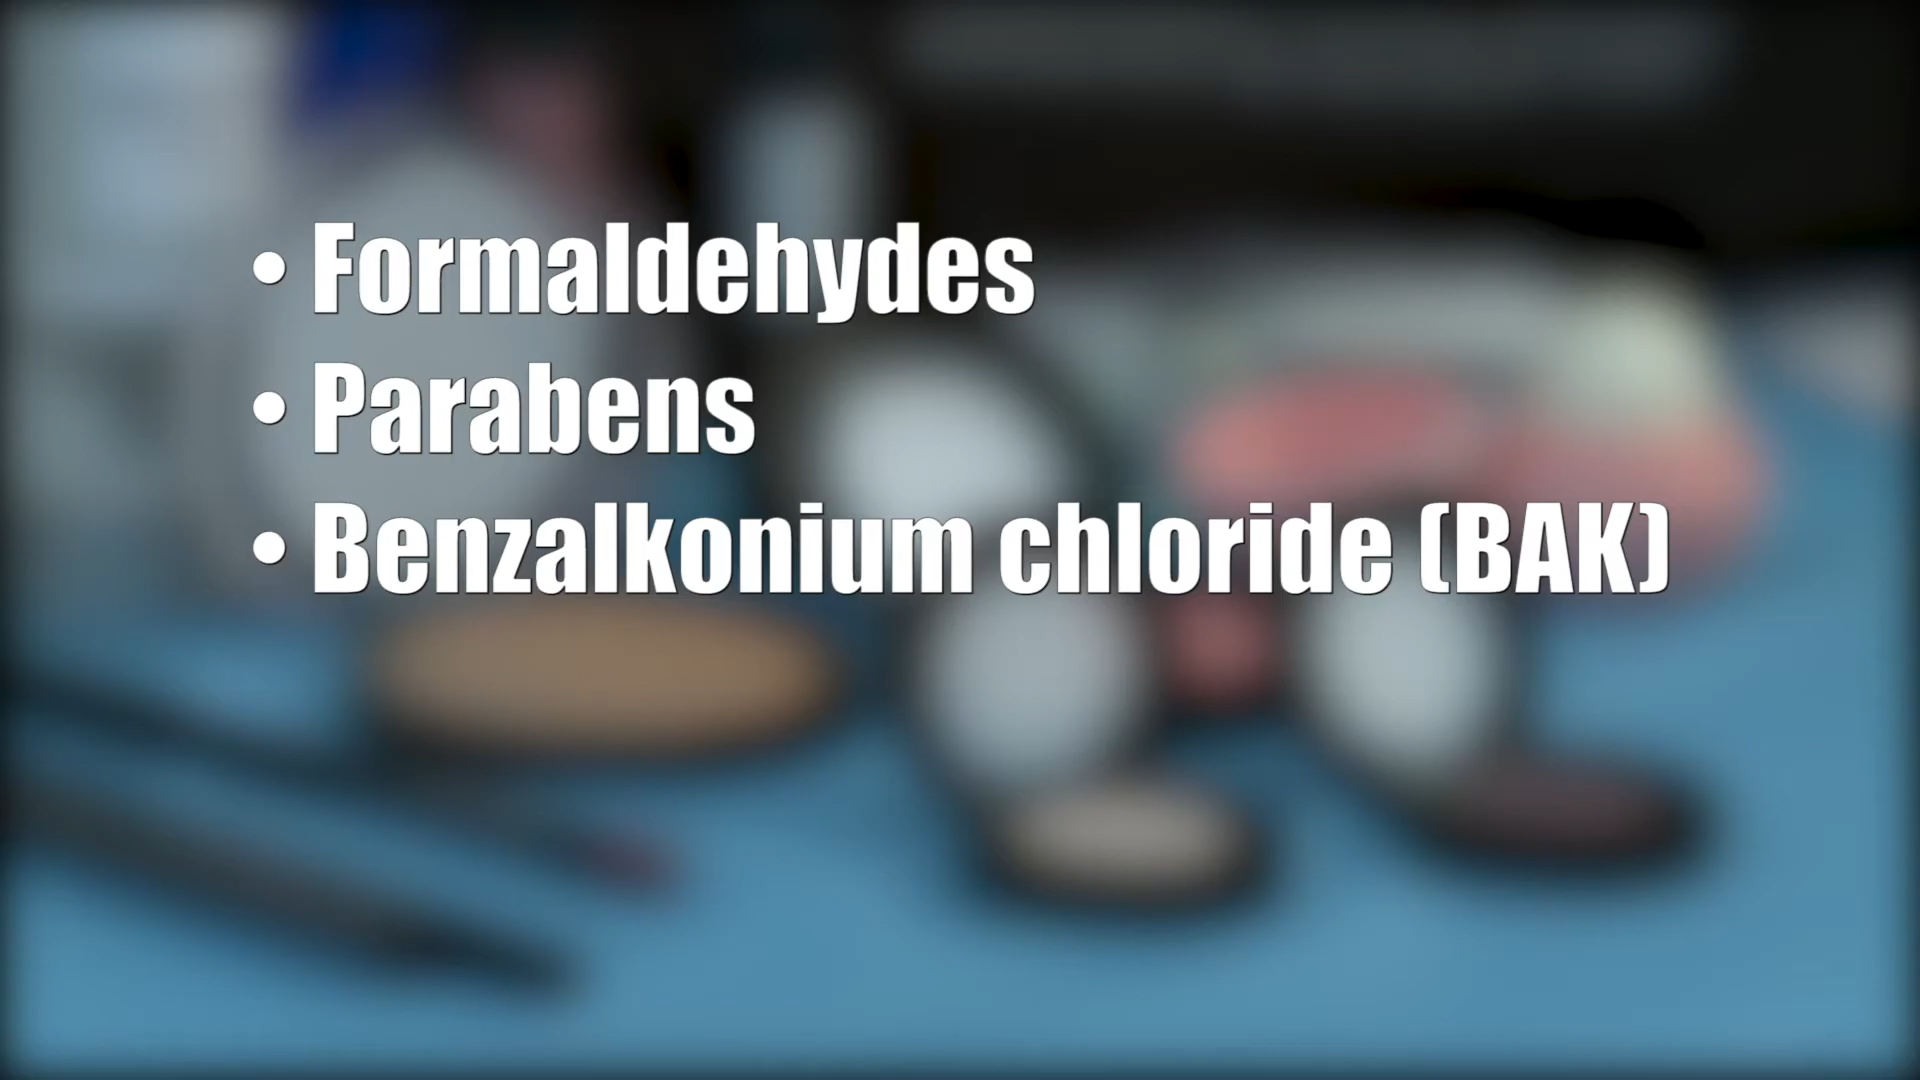 • Formaldehydes
• Parabens
• Benzalkonium chloride (BAK)